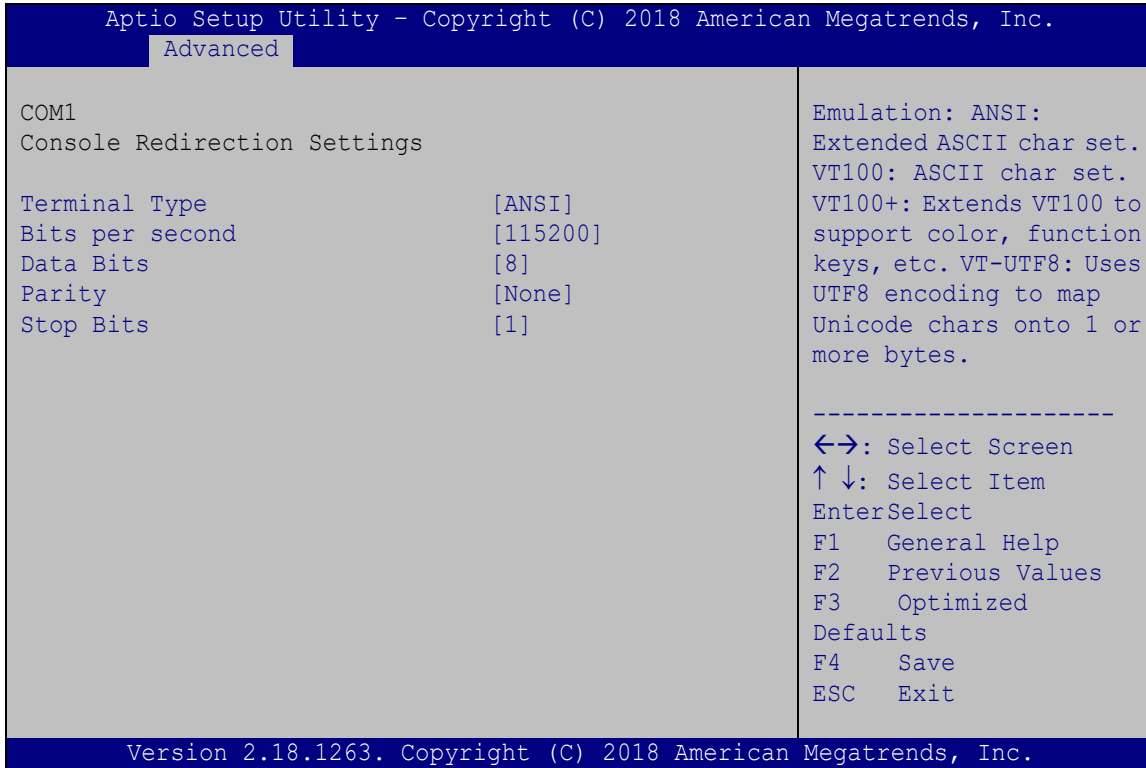 Aptio Setup Utility – Copyright (C) 2018 American Megatrends, Inc.
Advanced
COM1
Console Redirection Settings
Terminal Type [ANSI]
Bits per second [115200]
Data Bits [8]
Parity [None]
Stop Bits [1]
Emulation: ANSI:
Extended ASCII char set.
VT100: ASCII char set.
VT100+: Extends VT100 to
support color, function
keys, etc. VT-UTF8: Uses
UTF8 encoding to map
Unicode chars onto 1 or
more bytes.
---------------------
←→: Select Screen
↑ ↓: Select Item
EnterSelect
F1 General Help
F2 Previous Values
F3 Optimized
Defaults
F4 Save
ESC Exit
Version 2.18.1263. Copyright (C) 2018 American Megatrends, Inc.